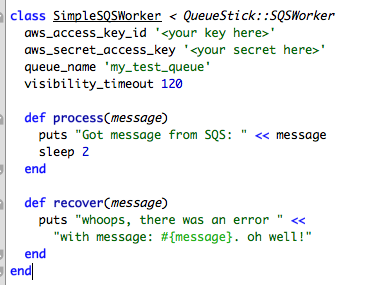 class SimpleSQSWorker < QueueStick::SQSWorker
  aws_access_key_id '<your key here>'
  aws_secret_access_key '<your secret here>'
  queue_name 'my_test_queue'
  visibility_timeout 120

  def process(message)
    puts "Got message from SQS: " << message
    sleep 2
  end

  def recover(message)
    puts "whoops, there was an error " <<
      "with message: #{message}. oh well!"
  end
end